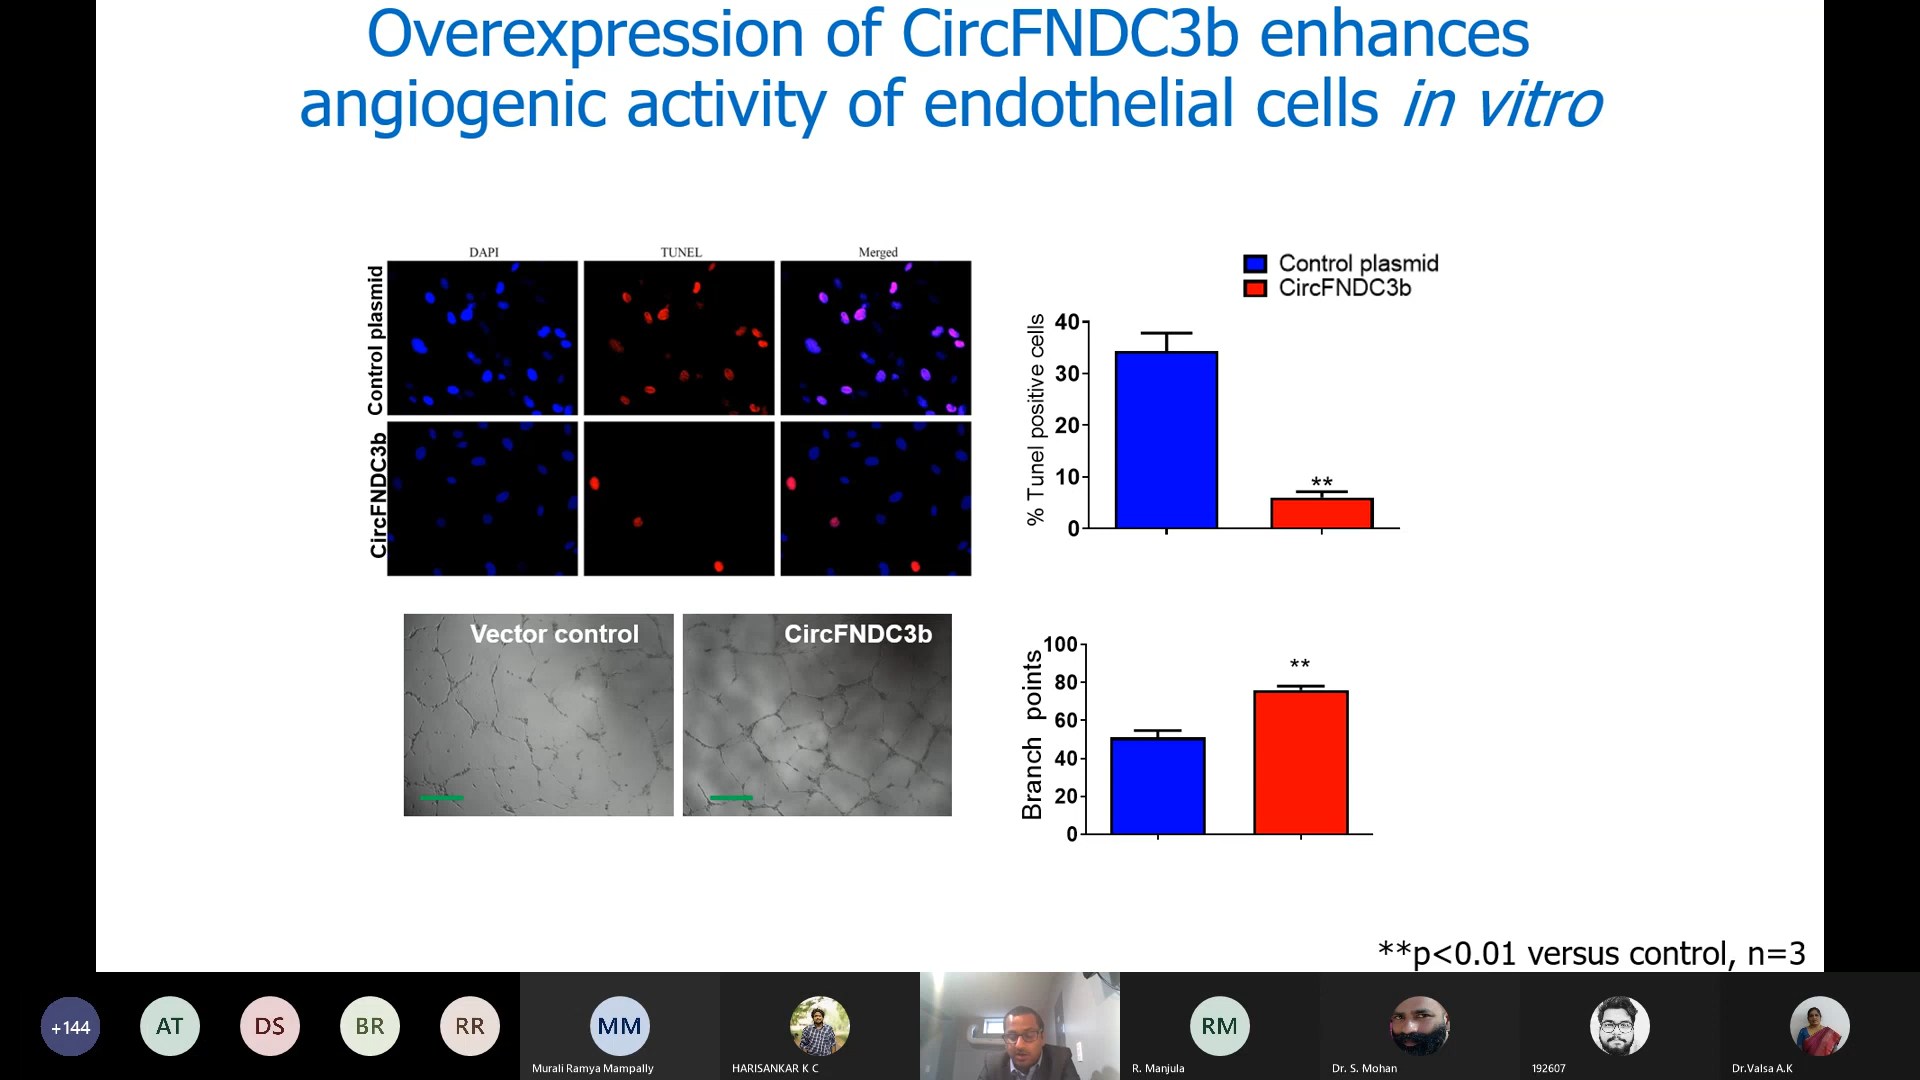 Overexpression of CircFNDC3b enhances
angiogenic activity of endothelial cells in vitro
DAPI
TUNEL
Merged
Control plasmid
CircFNDC3b
Control plasmid
CircFNDC3b
% Tunel positive cells
40
30
20
10
0
**
Vector control
CircFNDC3b
Branch points
100
80
60
40
20
0
**
**p<0.01 versus control, n=3
+144
AT
DS
BR
RR
MM
RM
Murali Ramya Mampally
HARISANKAR K C
R. Manjula
Dr. S. Mohan
192607
Dr.Valsa A.K